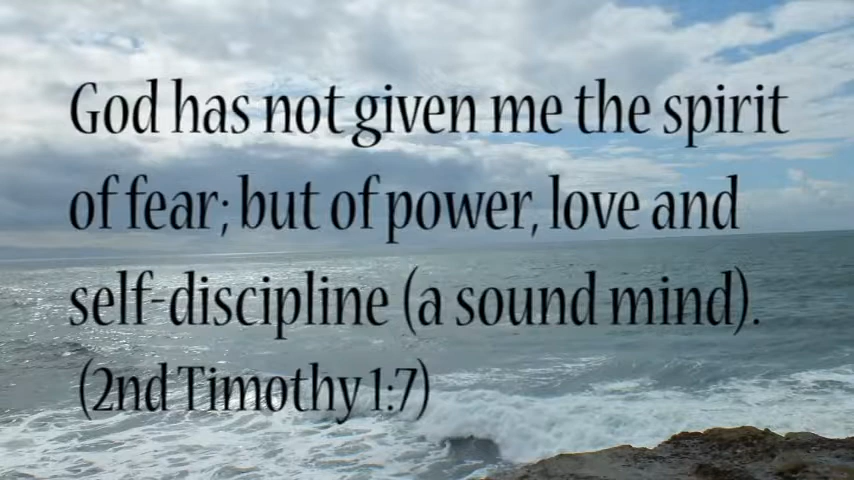 God has not given me the spirit
of fear; but of power, love and
self-discipline (a sound mind).
(2nd Timothy 1:7)